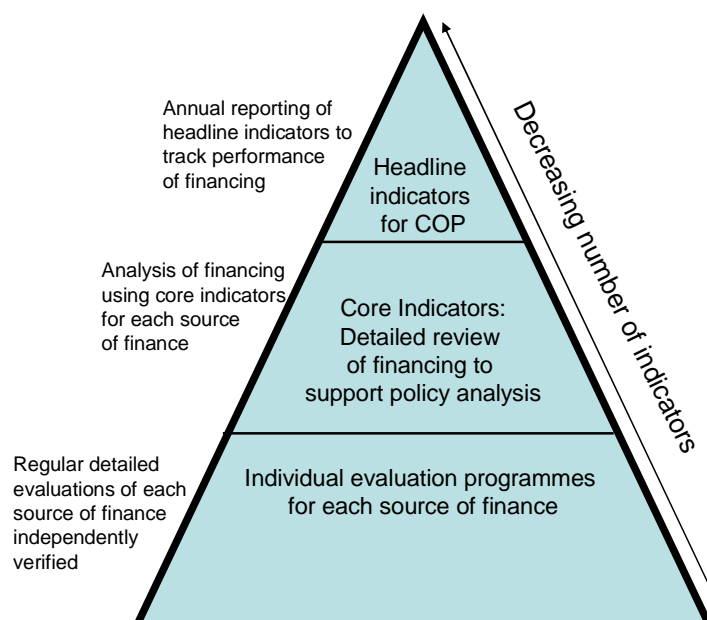 Annual reporting of
headline indicators to
track performance
of financing
Headline
indicators
for COP
Decreasing number of indicators
Analysis of financing
using core indicators
for each source
of finance
Core Indicators:
Detailed review
of financing to
support policy analysis
Regular detailed
evaluations of each
source of finance
independently
verified
Individual evaluation programmes
for each source of finance